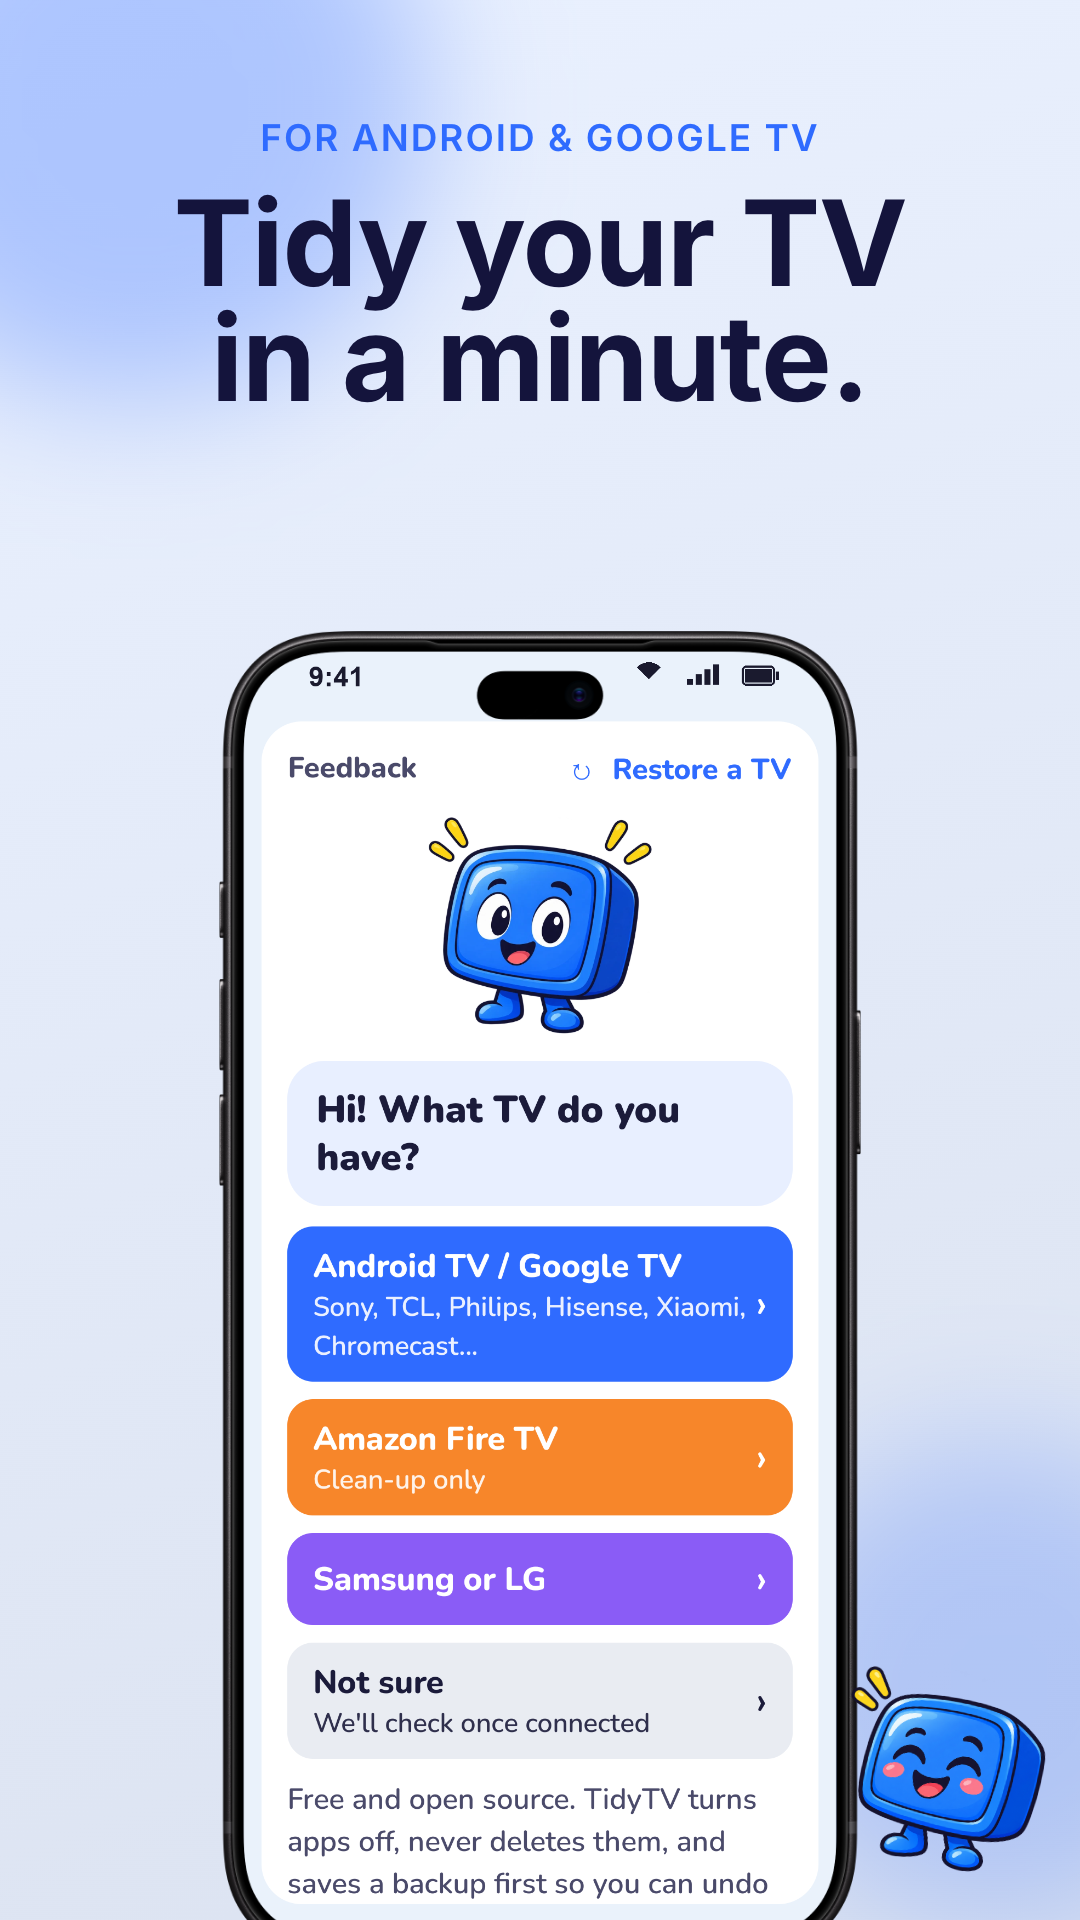 FOR ANDROID & GOOGLE TV
Tidy your TV
in a minute.
9:41
Feedback
↻ Restore a TV
Hi! What TV do you
have?
Android TV / Google TV
Sony, TCL, Philips, Hisense, Xiaomi, ›
Chromecast...
Amazon Fire TV
Clean-up only ›
Samsung or LG ›
Not sure
We'll check once connected ›
Free and open source. TidyTV turns
apps off, never deletes them, and
saves a backup first so you can undo